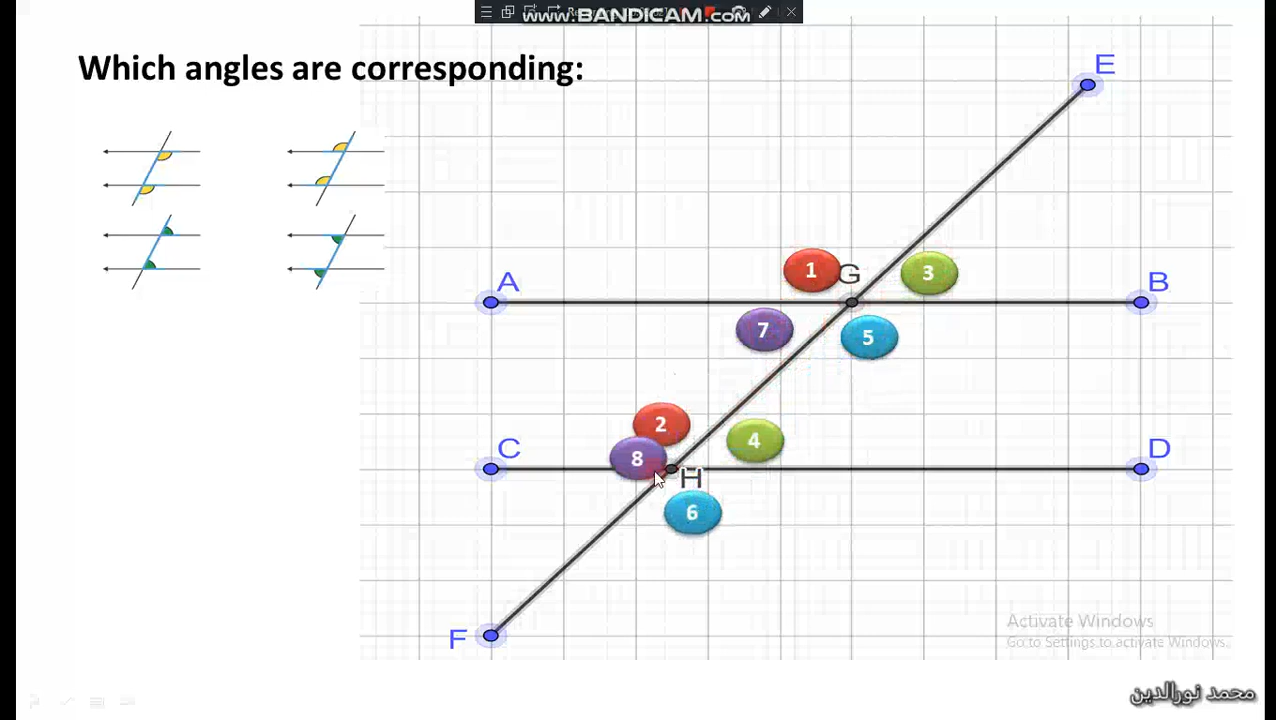 www.BANDICAM.com
Which angles are corresponding:
E
1
G
3
A
B
7
5
2
4
C
8
D
H
6
F
Activate Windows
Go to Settings to activate Windows.
محمد نورالدين